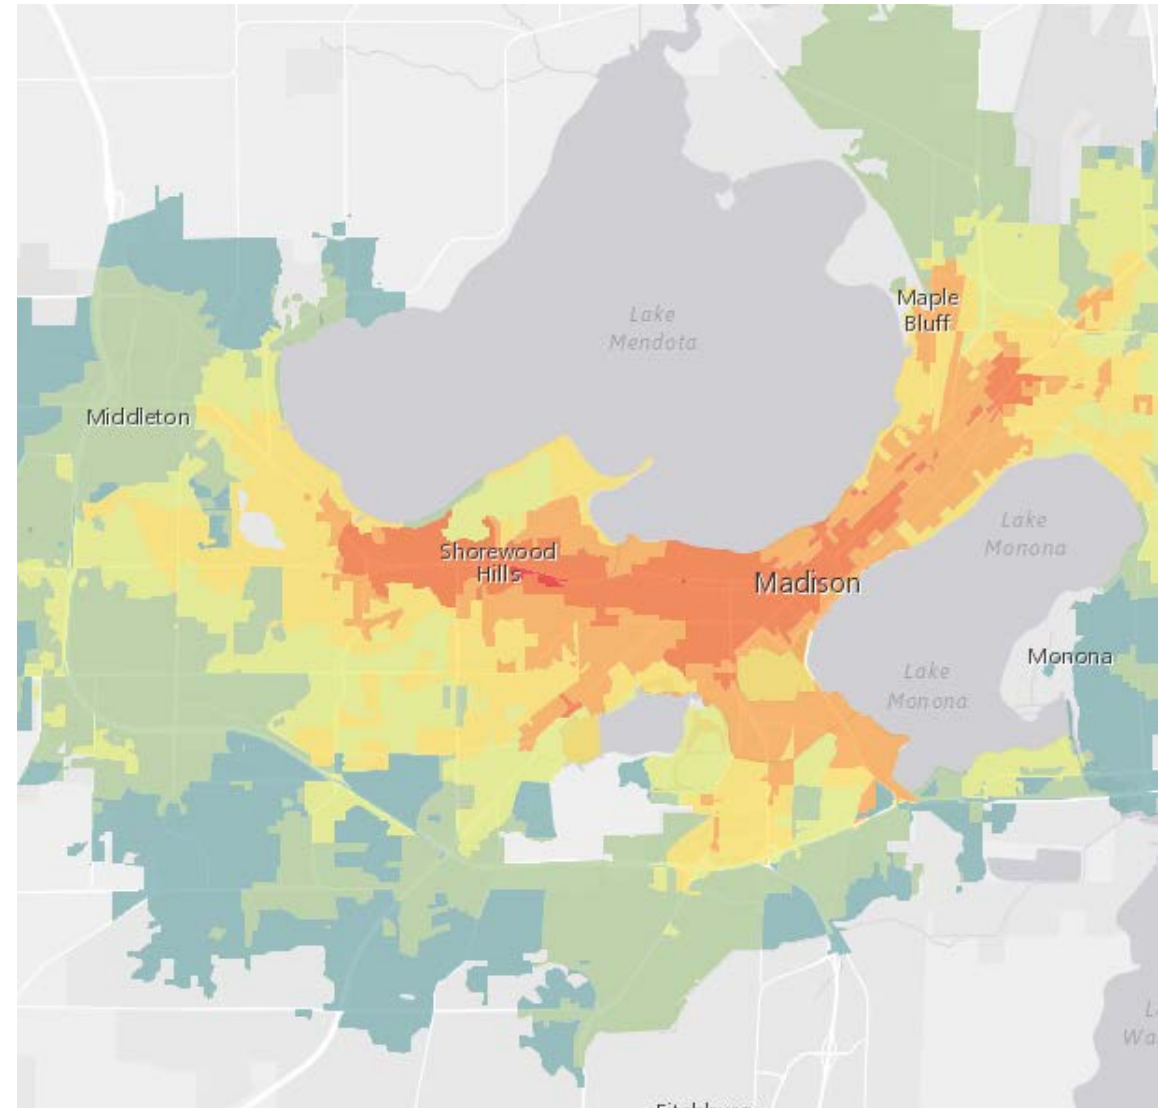 Lake
Mendota
Maple
Bluff
Middleton
Lake
Monona
Shorewood
Hills
Madison
Monona
Lake
Monona